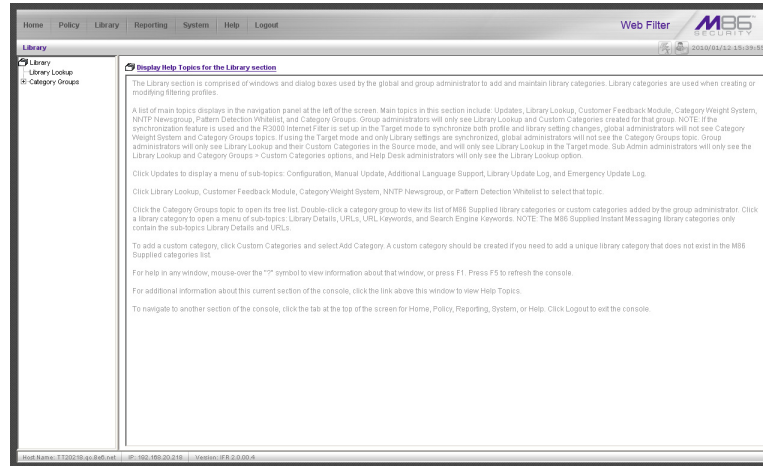 Home Policy Library Reporting System Help Logout
Web Filter
M86
SECURITY
Library
2010/01/12 15:39:55
Library
Library Lookup
Category Groups
Display Help Topics for the Library section
The Library section is comprised of windows and dialog boxes used by the global and group administrator to add and maintain library categories. Library categories are used when creating or
modifying filtering profiles.
A list of main topics displays in the navigation panel at the left of the screen. Main topics in this section include: Updates, Library Lookup, Customer Feedback Module, Category Weight System,
NNTP Newsgroup, Pattern Detection Whitelist, and Category Groups. Group administrators will only see Library Lookup and Custom Categories created for that group. NOTE: If the
synchronization feature is used and the R3000 Internet Filter is set up in the Target mode to synchronize both profile and library setting changes, global administrators will not see Category
Weight System and Category Groups topics. If using the Target mode and only Library settings are synchronized, global administrators will not see the Category Groups topic. Group
administrators will only see Library Lookup and their Custom Categories in the Source mode, and will only see Library Lookup in the Target mode. Sub Admin administrators will only see the
Library Lookup and Category Groups > Custom Categories options, and Help Desk administrators will only see the Library Lookup option.
Click Updates to display a menu of sub-topics: Configuration, Manual Update, Additional Language Support, Library Update Log, and Emergency Update Log.
Click Library Lookup, Customer Feedback Module, Category Weight System, NNTP Newsgroup, or Pattern Detection Whitelist to select that topic.
Click the Category Groups topic to open its tree list. Double-click a category group to view its list of M86 Supplied library categories or custom categories added by the group administrator. Click
a library category to open a menu of sub-topics: Library Details, URLs, URL Keywords, and Search Engine Keywords. NOTE: The M86 Supplied Instant Messaging library categories only
contain the sub-topics Library Details and URLs.
To add a custom category, click Custom Categories and select Add Category. A custom category should be created if you need to add a unique library category that does not exist in the M86
Supplied categories list.
For help in any window, mouse-over the "?" symbol to view information about that window, or press F1. Press F5 to refresh the console.
For additional information about this current section of the console, click the link above this window to view Help Topics.
To navigate to another section of the console, click the tab at the top of the screen for Home, Policy, Reporting, System, or Help. Click Logout to exit the console.
Host Name: TT20218.qc.8e6.net IP: 192.168.20.218 Version: IFR 2.0.00.4